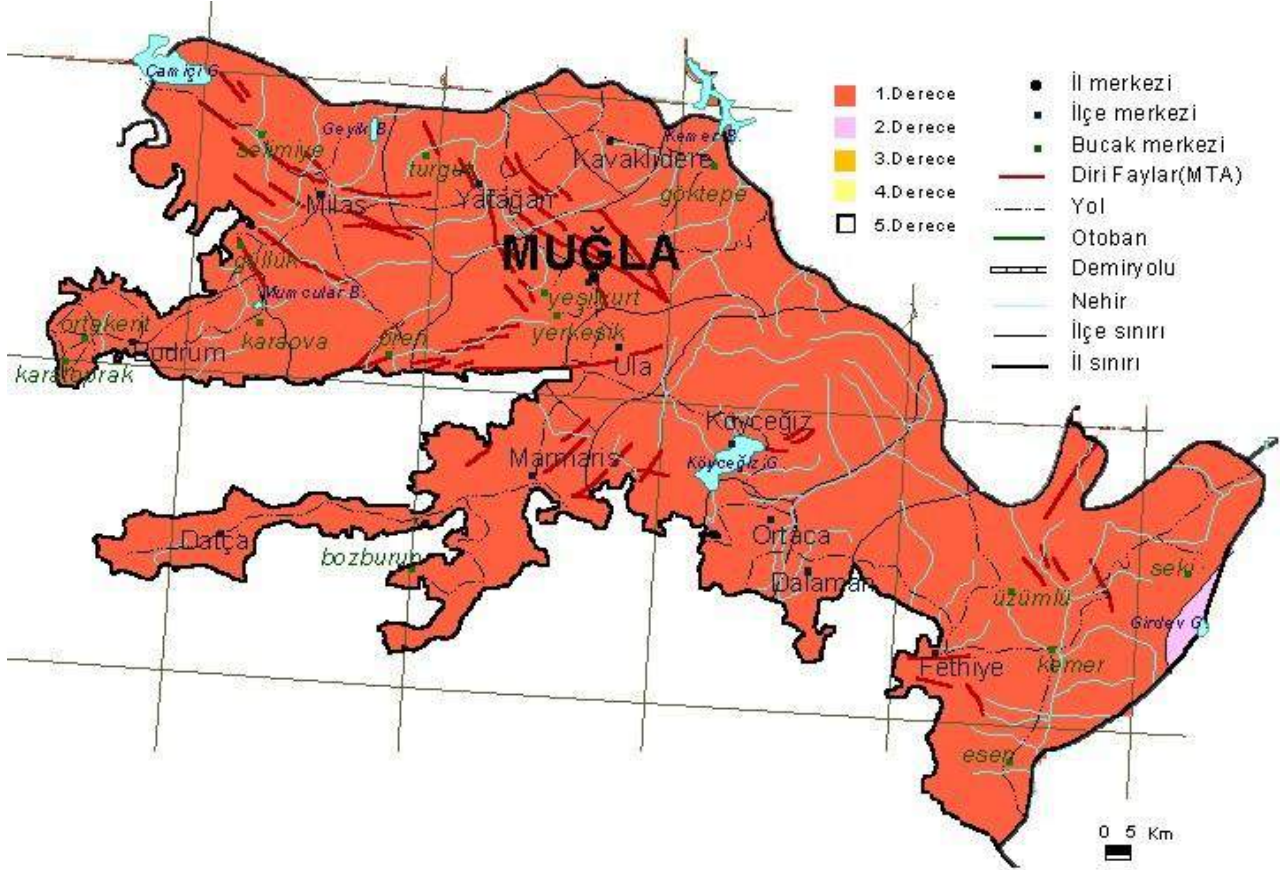 Çamiçi G.
Geyik B.
Kemer B.
selimiye
turgut
Kavaklıdere
göktepe
Milas
Yatağan
MUĞLA
güllük
Mumcular B.
yeşilyurt
yerkesik
ortakent
karaova
ören
Bodrum
Ula
Köyceğiz
Marmaris
Köyceğiz G.
Datça
bozburun
Ortaca
Dalaman
üzümlü
seki
Girdev G.
Fethiye
kemer
esen
1.Derece
2.Derece
3.Derece
4.Derece
5.Derece
İl merkezi
İlçe merkezi
Bucak merkezi
Diri Faylar(MTA)
Yol
Otoban
Demiryolu
Nehir
İlçe sınırı
İl sınırı
0 5 Km